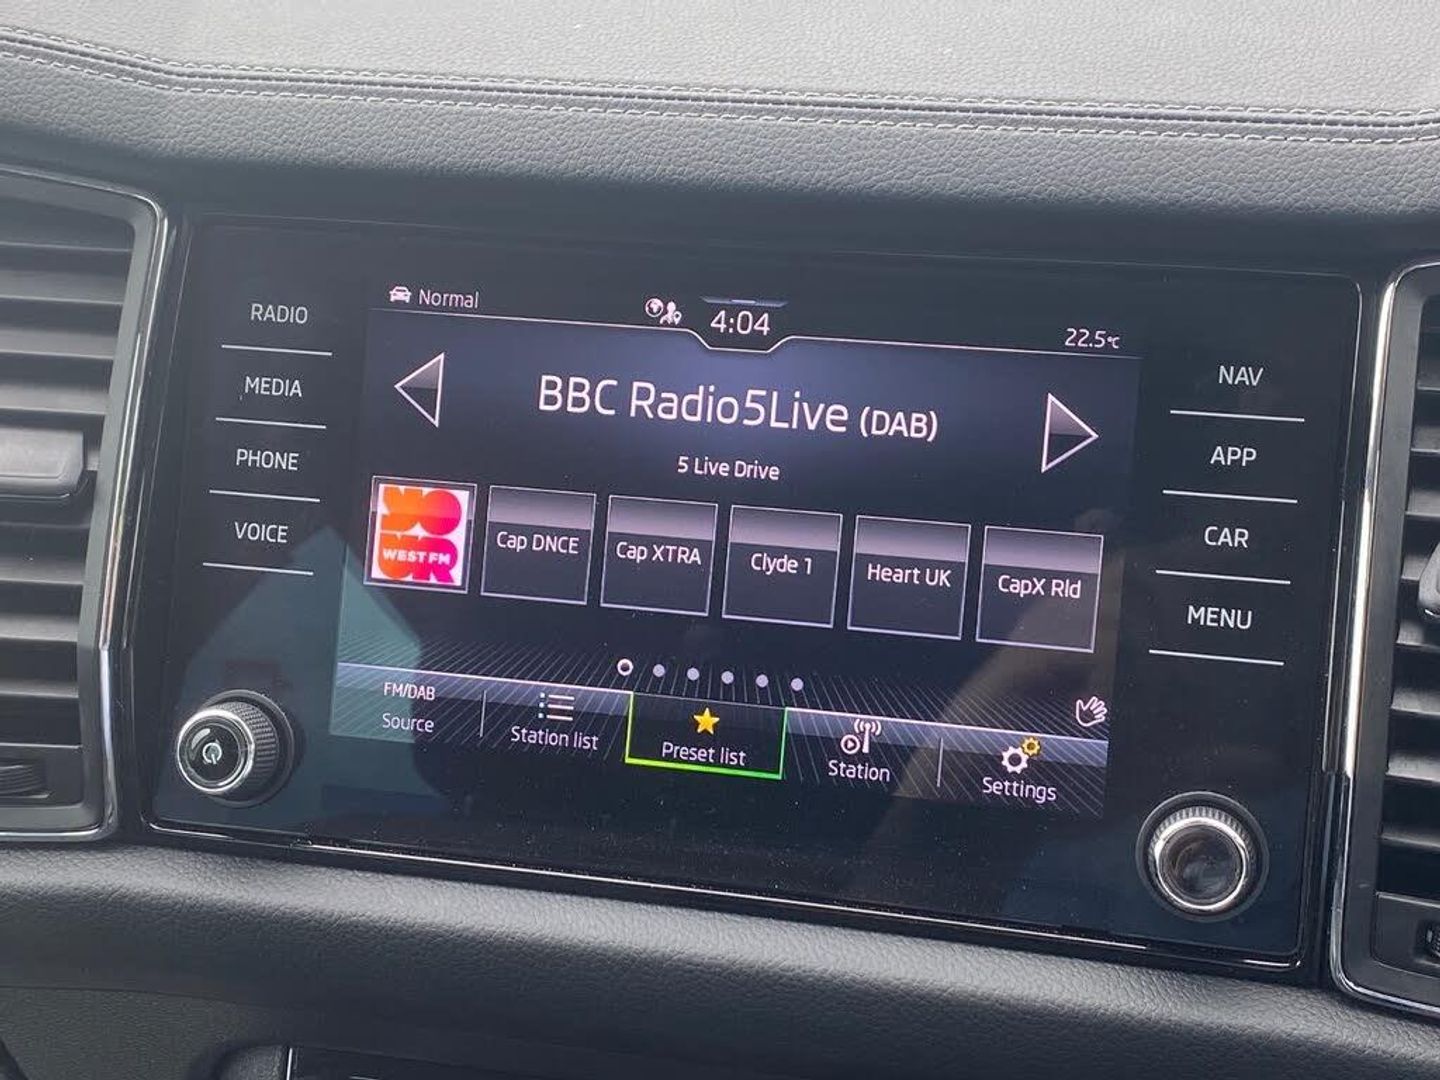 Normal
4:04
22.5°C
RADIO
MEDIA
PHONE
VOICE
BBC Radio5Live (DAB)
5 Live Drive
WEST FM
Cap DNCE
Cap XTRA
Clyde 1
Heart UK
CapX Rld
FM/DAB
Source
Station list
Preset list
Station
Settings
NAV
APP
CAR
MENU